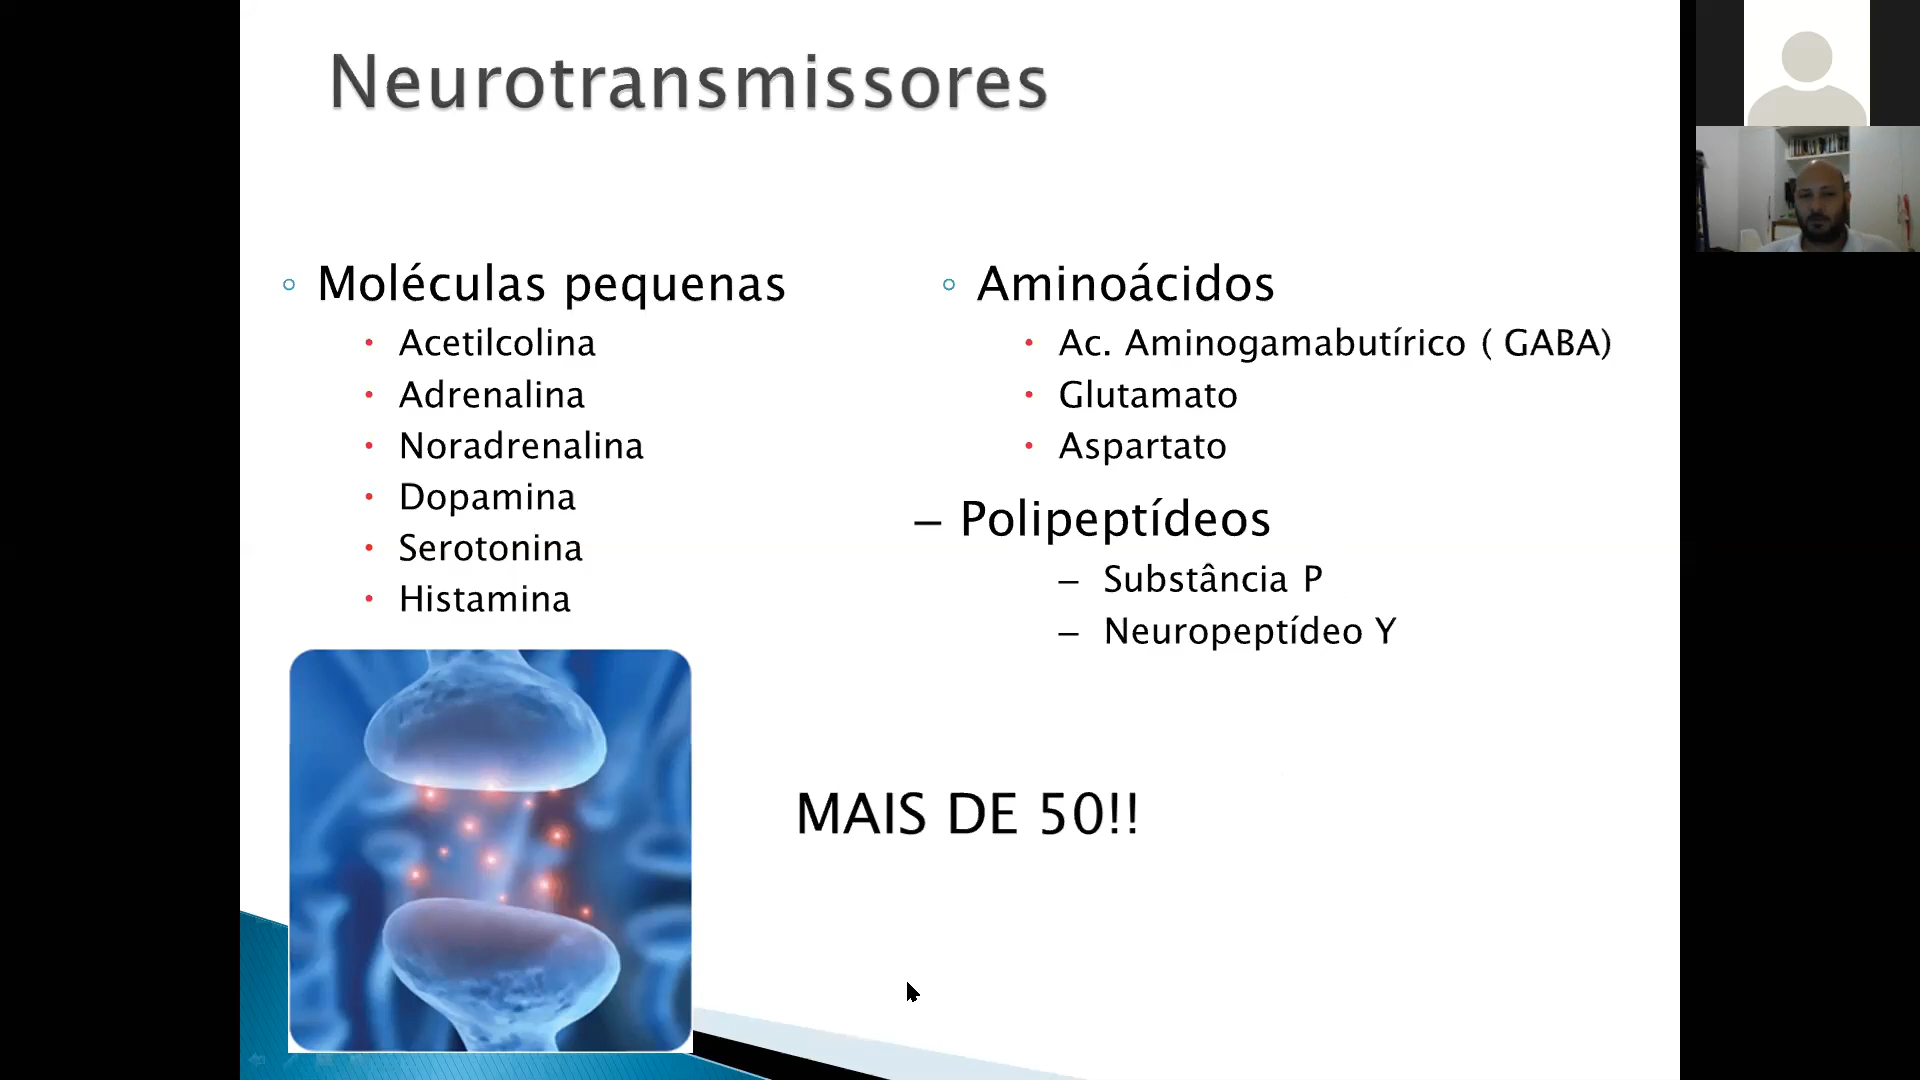 Neurotransmissores
◦ Moléculas pequenas
• Acetilcolina
• Adrenalina
• Noradrenalina
• Dopamina
• Serotonina
• Histamina
◦ Aminoácidos
• Ac. Aminogamabutírico ( GABA)
• Glutamato
• Aspartato
– Polipeptídeos
– Substância P
– Neuropeptídeo Y
MAIS DE 50!!